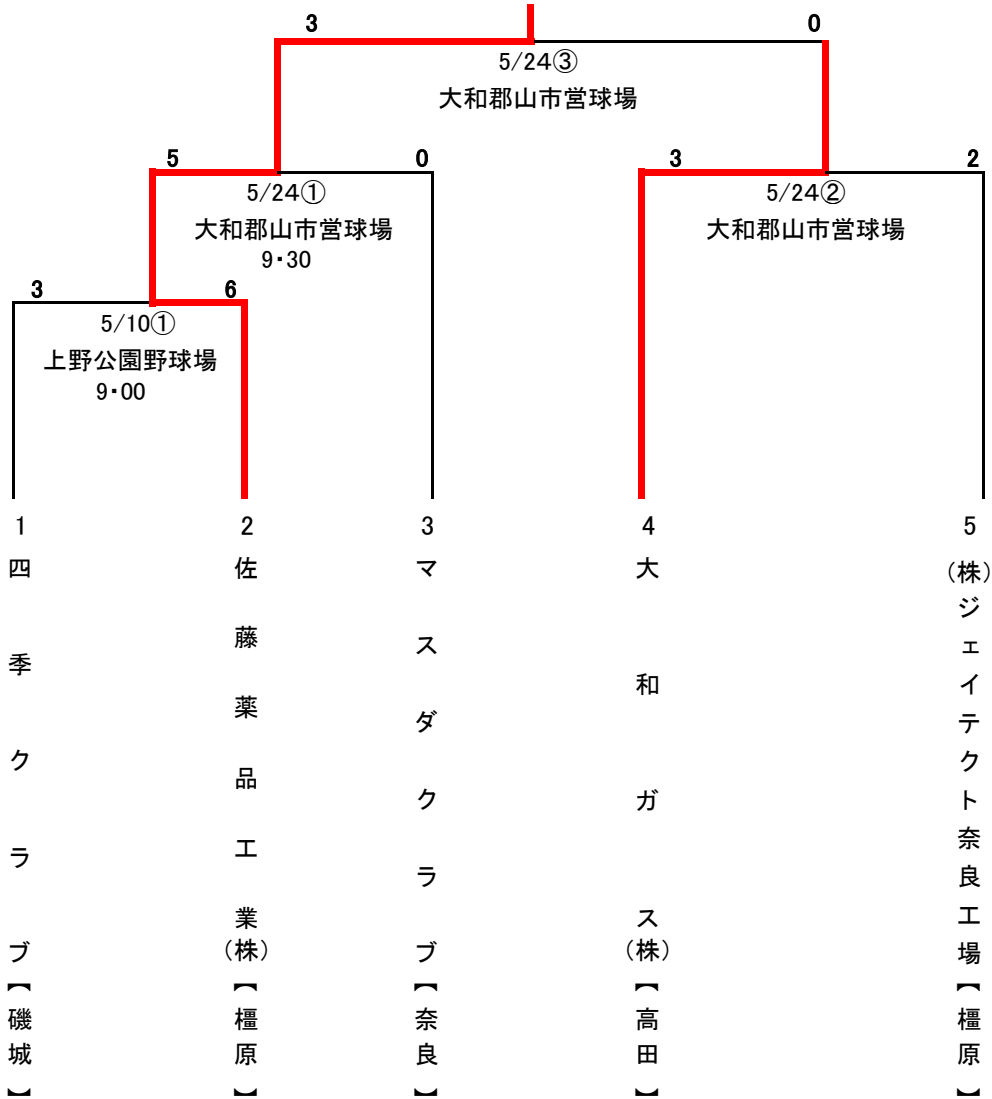 3 0
5/24③
大和郡山市営球場
5 0
5/24①
大和郡山市営球場
9・30
3 2
5/24②
大和郡山市営球場
3 6
5/10①
上野公園野球場
9・00
1
四季クラブ【磯城】
2
佐藤薬品工業(株)【橿原】
3
マスダクラブ【奈良】
4
大和ガス(株)【高田】
5
(株)ジェイテクト奈良工場【橿原】